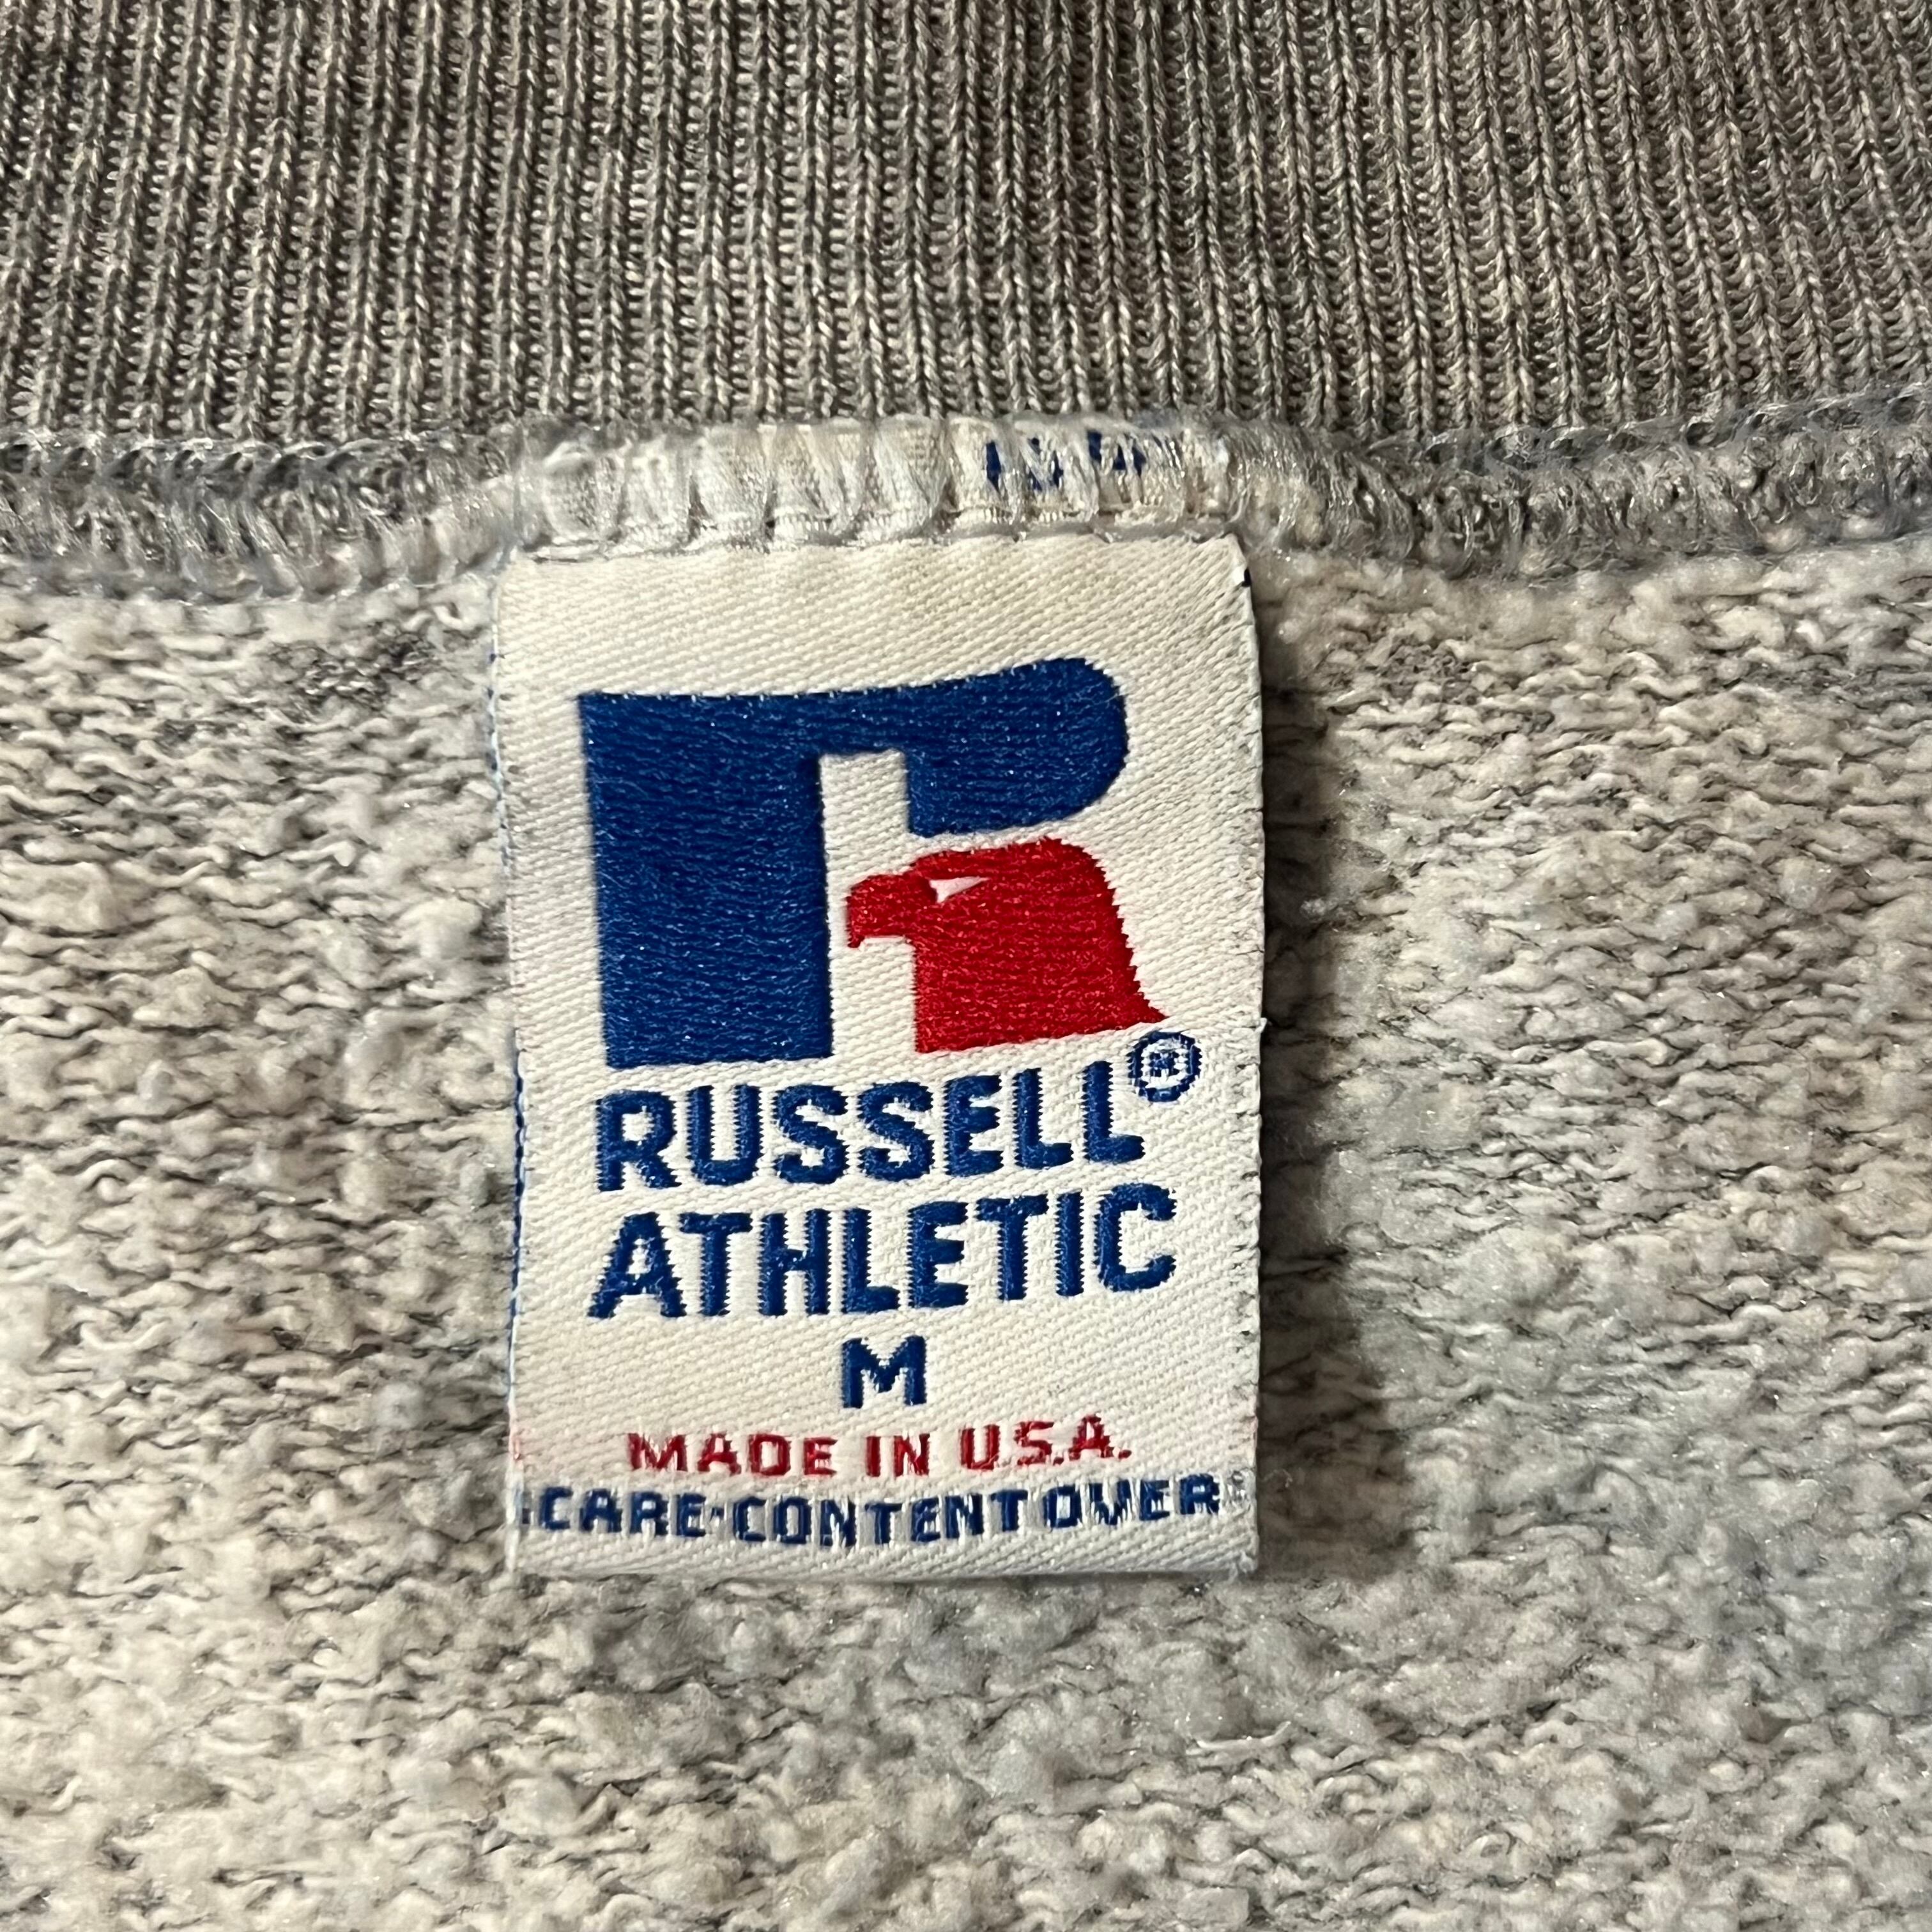 RUSSELL®
ATHLETIC
M
MADE IN U.S.A.
CARE·CONTENT OVER